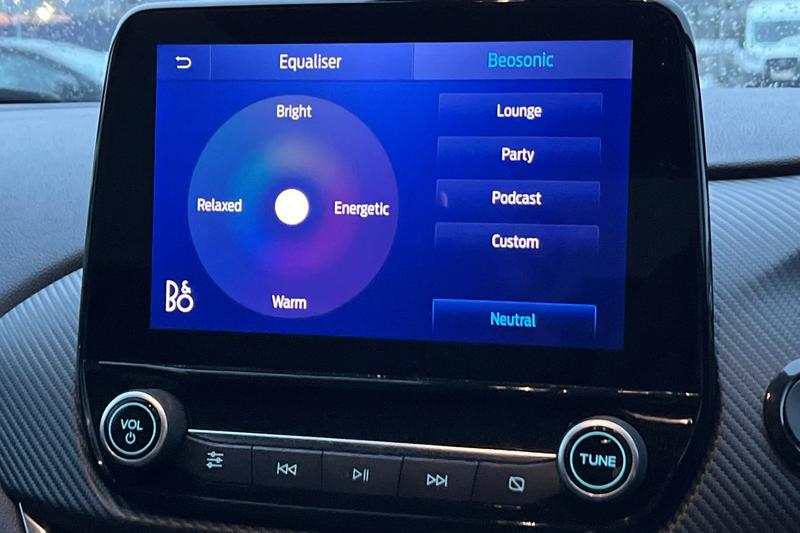 Equaliser
Beosonic
Bright
Relaxed
Energetic
Warm
B&O
Lounge
Party
Podcast
Custom
Neutral
VOL
TUNE